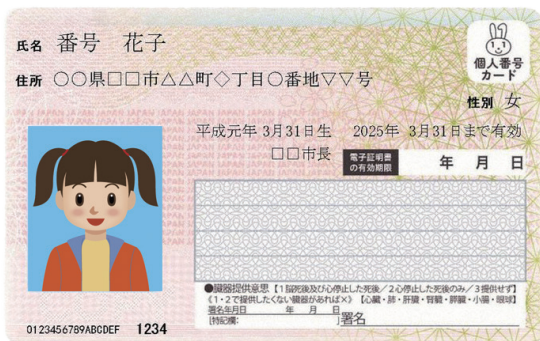 氏名 番号 花子
個人番号
カード
住所 ○○県□□市△△町◇丁目○番地▽▽号
性別 女
平成元年 3月31日生 2025年 3月31日まで有効
□□市長
電子証明書
の有効期限
年 月 日
●臓器提供意思【1脳死後及び心停止した死後/2心停止した死後のみ/3提供せず】
《1・2で提供したくない臓器があれば×》【心臓・肺・肝臓・腎臓・膵臓・小腸・眼球】
署名年月日 年 月 日
[特記欄: ]署名
0123456789ABCDEF 1234